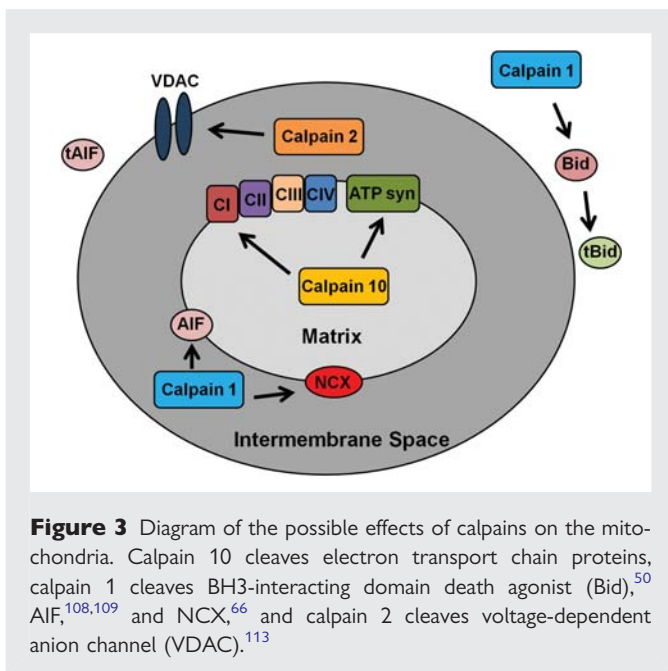 VDAC
Calpain 1
tAIF
Calpain 2
Bid
CI CII CIII CIV ATP syn
tBid
Calpain 10
AIF
Matrix
Calpain 1
NCX
Intermembrane Space
Figure 3 Diagram of the possible effects of calpains on the mito-
chondria. Calpain 10 cleaves electron transport chain proteins,
calpain 1 cleaves BH3-interacting domain death agonist (Bid),50
AIF,108,109 and NCX,66 and calpain 2 cleaves voltage-dependent
anion channel (VDAC).113